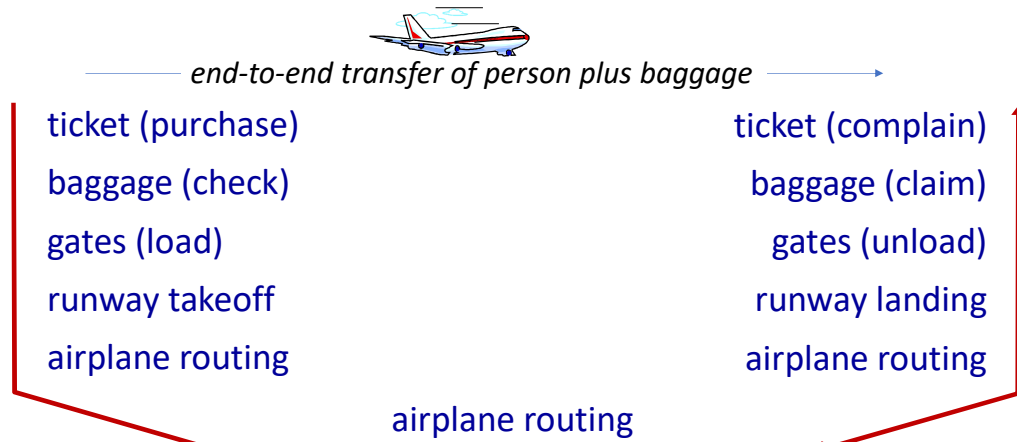 end-to-end transfer of person plus baggage
ticket (purchase)
ticket (complain)
baggage (check)
baggage (claim)
gates (load)
gates (unload)
runway takeoff
runway landing
airplane routing
airplane routing
airplane routing